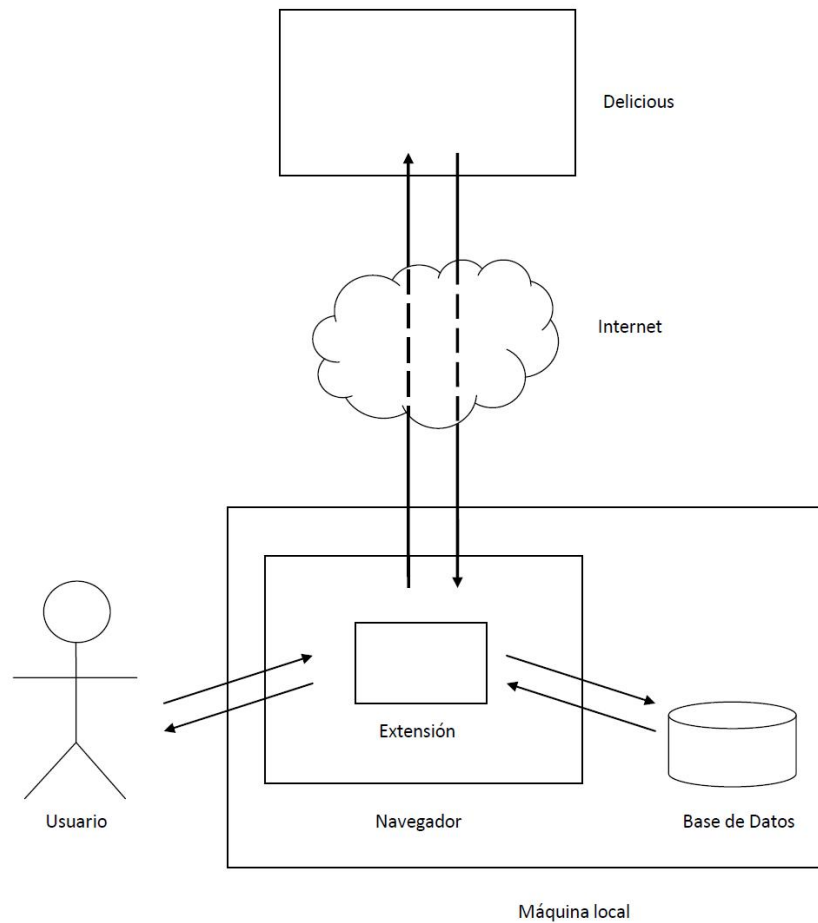 Delicious
Internet
Extensión
Usuario
Navegador
Base de Datos
Máquina local